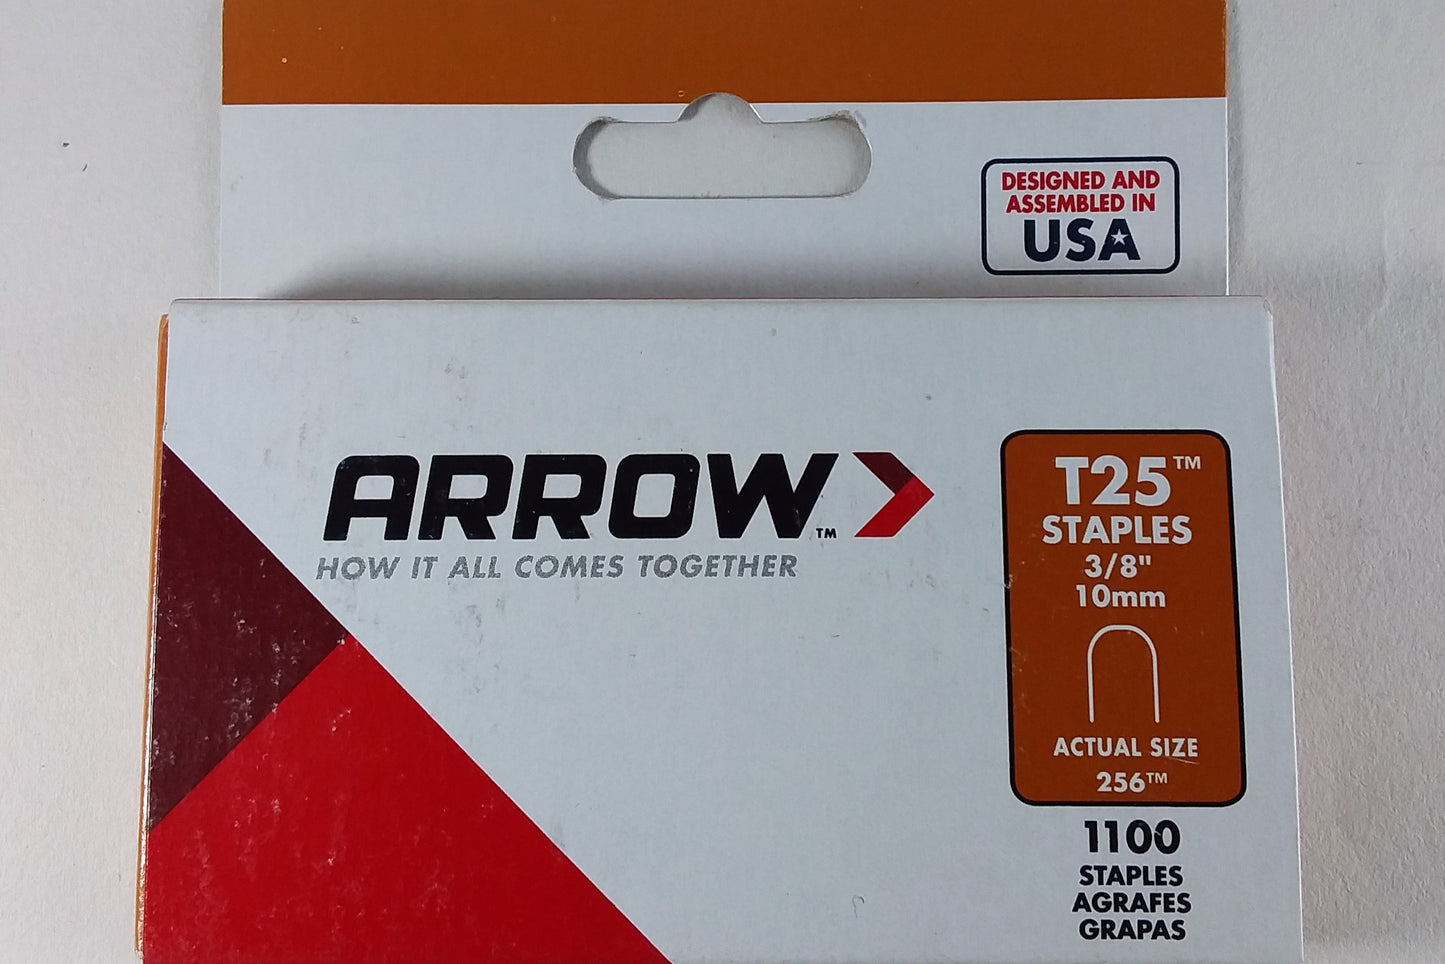 DESIGNED AND
ASSEMBLED IN
USA
ARROW™
HOW IT ALL COMES TOGETHER
T25™
STAPLES
3/8"
10mm
ACTUAL SIZE
256™
1100
STAPLES
AGRAFES
GRAPAS